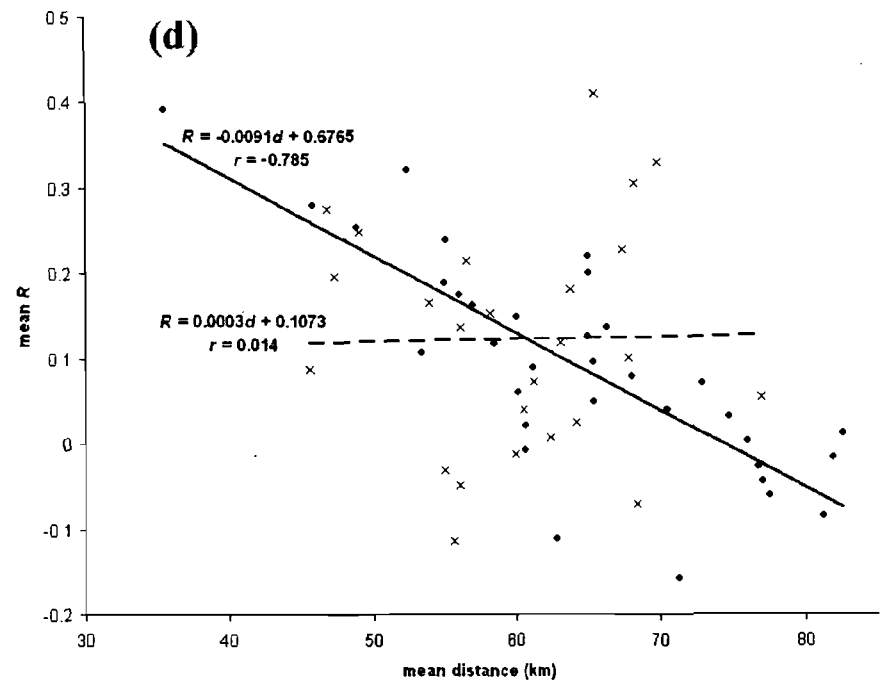 (d)
0.5
0.4
0.3
0.2
0.1
0
-0.1
-0.2
mean R
R = -0.0091d + 0.6765
r = -0.785
R = 0.0003d + 0.1073
r = 0.014
30 40 50 60 70 80
mean distance (km)